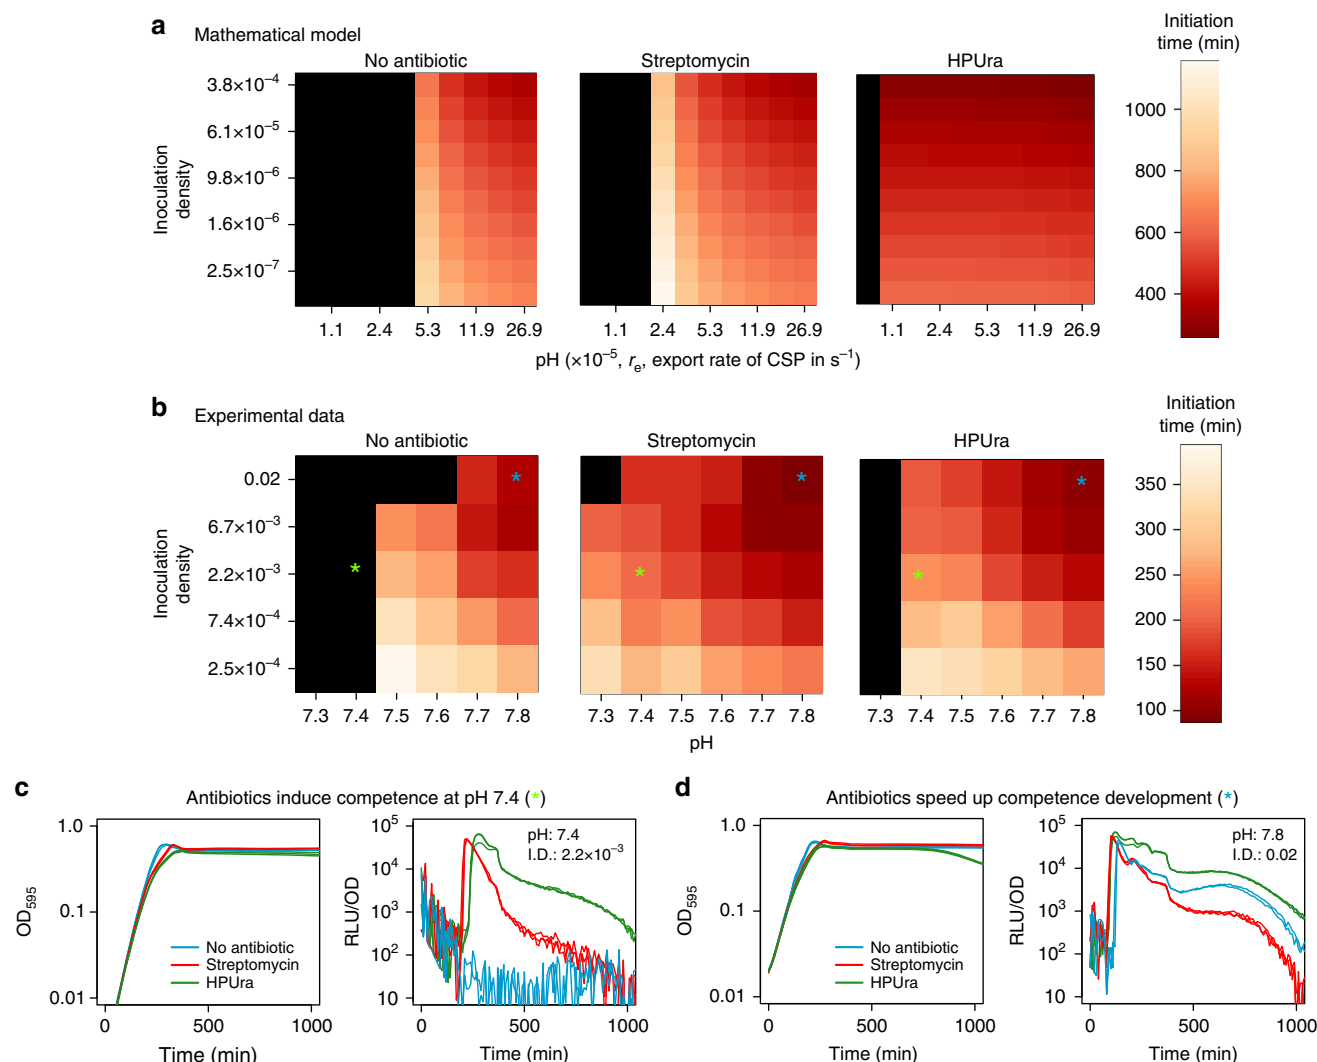 a Mathematical model
Initiation
time (min)
No antibiotic
Streptomycin
HPUra
Inoculation
density
3.8×10⁻⁴
6.1×10⁻⁵
9.8×10⁻⁶
1.6×10⁻⁶
2.5×10⁻⁷
1000
800
600
400
1.1 2.4 5.3 11.9 26.9
1.1 2.4 5.3 11.9 26.9
1.1 2.4 5.3 11.9 26.9
pH (×10⁻⁵, rₑ, export rate of CSP in s⁻¹)
b Experimental data
Initiation
time (min)
No antibiotic
Streptomycin
HPUra
Inoculation
density
0.02
6.7×10⁻³
2.2×10⁻³
7.4×10⁻⁴
2.5×10⁻⁴
* * *
* * *
350
300
250
200
150
100
7.3 7.4 7.5 7.6 7.7 7.8
7.3 7.4 7.5 7.6 7.7 7.8
7.3 7.4 7.5 7.6 7.7 7.8
pH
c Antibiotics induce competence at pH 7.4 (*)
OD₅₉₅
1.0
0.1
0.01
No antibiotic
Streptomycin
HPUra
0 500 1000
Time (min)
RLU/OD
10⁵
10⁴
10³
10²
10
pH: 7.4
I.D.: 2.2×10⁻³
0 500 1000
Time (min)
d Antibiotics speed up competence development (*)
OD₅₉₅
1.0
0.1
0.01
No antibiotic
Streptomycin
HPUra
0 500 1000
Time (min)
RLU/OD
10⁵
10⁴
10³
10²
10
pH: 7.8
I.D.: 0.02
0 500 1000
Time (min)